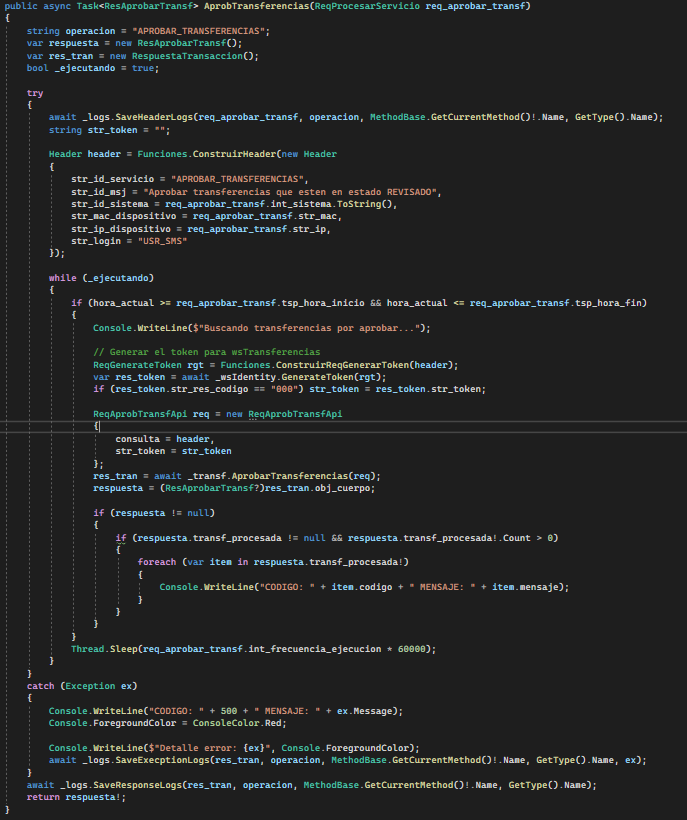 public async Task<ResAprobarTransf> AprobTransferencias(ReqProcesarServicio req_aprobar_transf)
{
string operacion = "APROBAR_TRANSFERENCIAS";
var respuesta = new ResAprobarTransf();
var res_tran = new RespuestaTransaccion();
bool _ejecutando = true;
try
{
await _logs.SaveHeaderLogs(req_aprobar_transf, operacion, MethodBase.GetCurrentMethod()!.Name, GetType().Name);
string str_token = "";
Header header = Funciones.ConstruirHeader(new Header
{
str_id_servicio = "APROBAR_TRANSFERENCIAS",
str_id_msj = "Aprobar transferencias que esten en estado REVISADO",
str_id_sistema = req_aprobar_transf.int_sistema.ToString(),
str_mac_dispositivo = req_aprobar_transf.str_mac,
str_ip_dispositivo = req_aprobar_transf.str_ip,
str_login = "USR_SMS"
});
while (_ejecutando)
{
if (hora_actual >= req_aprobar_transf.tsp_hora_inicio && hora_actual <= req_aprobar_transf.tsp_hora_fin)
{
Console.WriteLine($"Buscando transferencias por aprobar...");
// Generar el token para wsTransferencias
ReqGenerateToken rgt = Funciones.ConstruirReqGenerarToken(header);
var res_token = await _wsIdentity.GenerateToken(rgt);
if (res_token.str_res_codigo == "000") str_token = res_token.str_token;
ReqAprobTransfApi req = new ReqAprobTransfApi
{
consulta = header,
str_token = str_token
};
res_tran = await _transf.AprobarTransferencias(req);
respuesta = (ResAprobarTransf?)res_tran.obj_cuerpo;
if (respuesta != null)
{
if (respuesta.transf_procesada != null && respuesta.transf_procesada!.Count > 0)
{
foreach (var item in respuesta.transf_procesada!)
{
Console.WriteLine("CODIGO: " + item.codigo + " MENSAJE: " + item.mensaje);
}
}
}
}
Thread.Sleep(req_aprobar_transf.int_frecuencia_ejecucion * 60000);
}
}
catch (Exception ex)
{
Console.WriteLine("CODIGO: " + 500 + " MENSAJE: " + ex.Message);
Console.ForegroundColor = ConsoleColor.Red;
Console.WriteLine($"Detalle error: {ex}", Console.ForegroundColor);
await _logs.SaveExecptionLogs(res_tran, operacion, MethodBase.GetCurrentMethod()!.Name, GetType().Name, ex);
}
await _logs.SaveResponseLogs(res_tran, operacion, MethodBase.GetCurrentMethod()!.Name, GetType().Name);
return respuesta!;
}